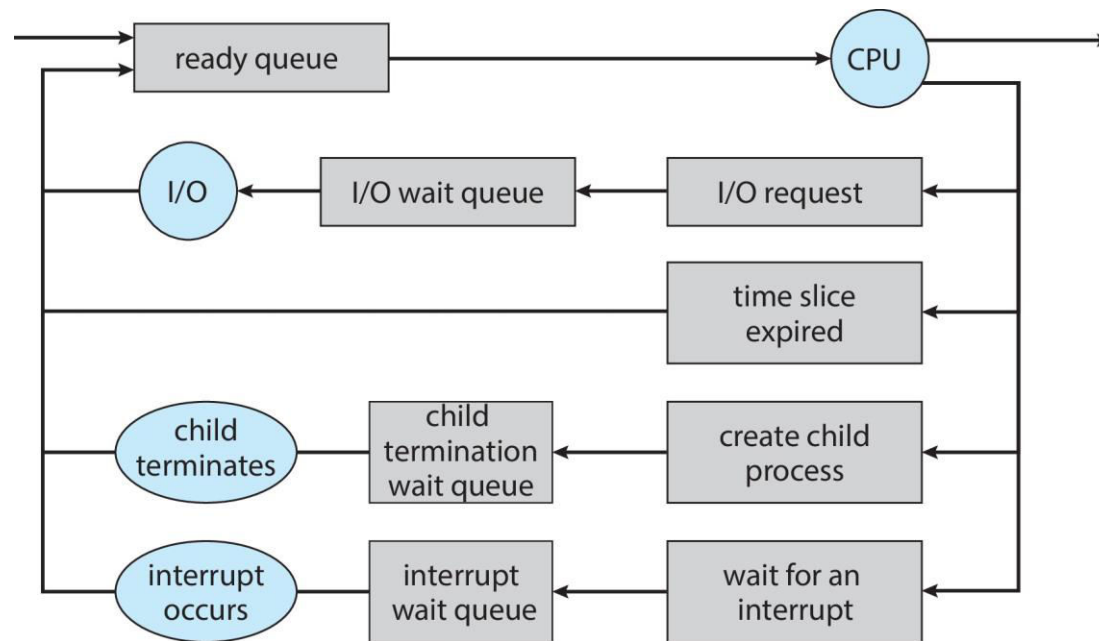 ready queue
CPU
I/O
I/O wait queue
I/O request
time slice
expired
child
terminates
child
termination
wait queue
create child
process
interrupt
occurs
interrupt
wait queue
wait for an
interrupt